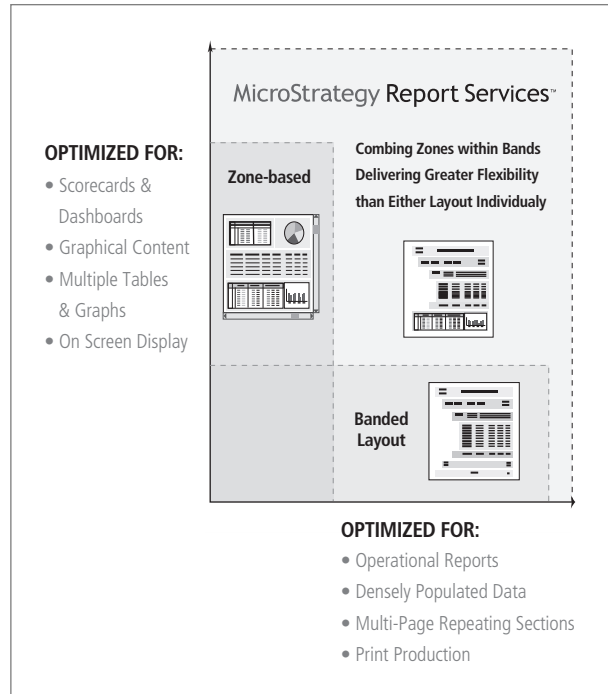 MicroStrategy Report Services™
OPTIMIZED FOR:
• Scorecards &
Dashboards
• Graphical Content
• Multiple Tables
& Graphs
• On Screen Display
Zone-based
Combing Zones within Bands
Delivering Greater Flexibility
than Either Layout Individualy
Banded
Layout
OPTIMIZED FOR:
• Operational Reports
• Densely Populated Data
• Multi-Page Repeating Sections
• Print Production